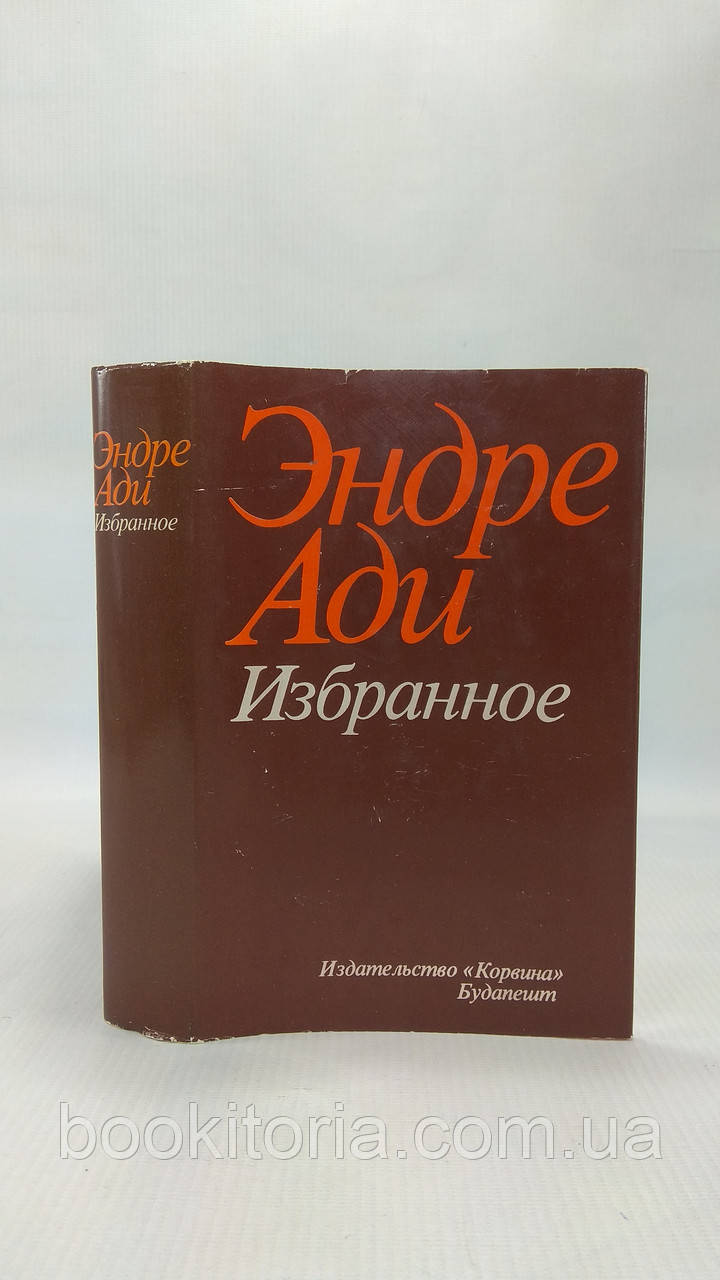 Эндре
Ади
Избранное
Эндре
Ади
Избранное
Издательство «Корвина»
Будапешт
bookitoria.com.ua